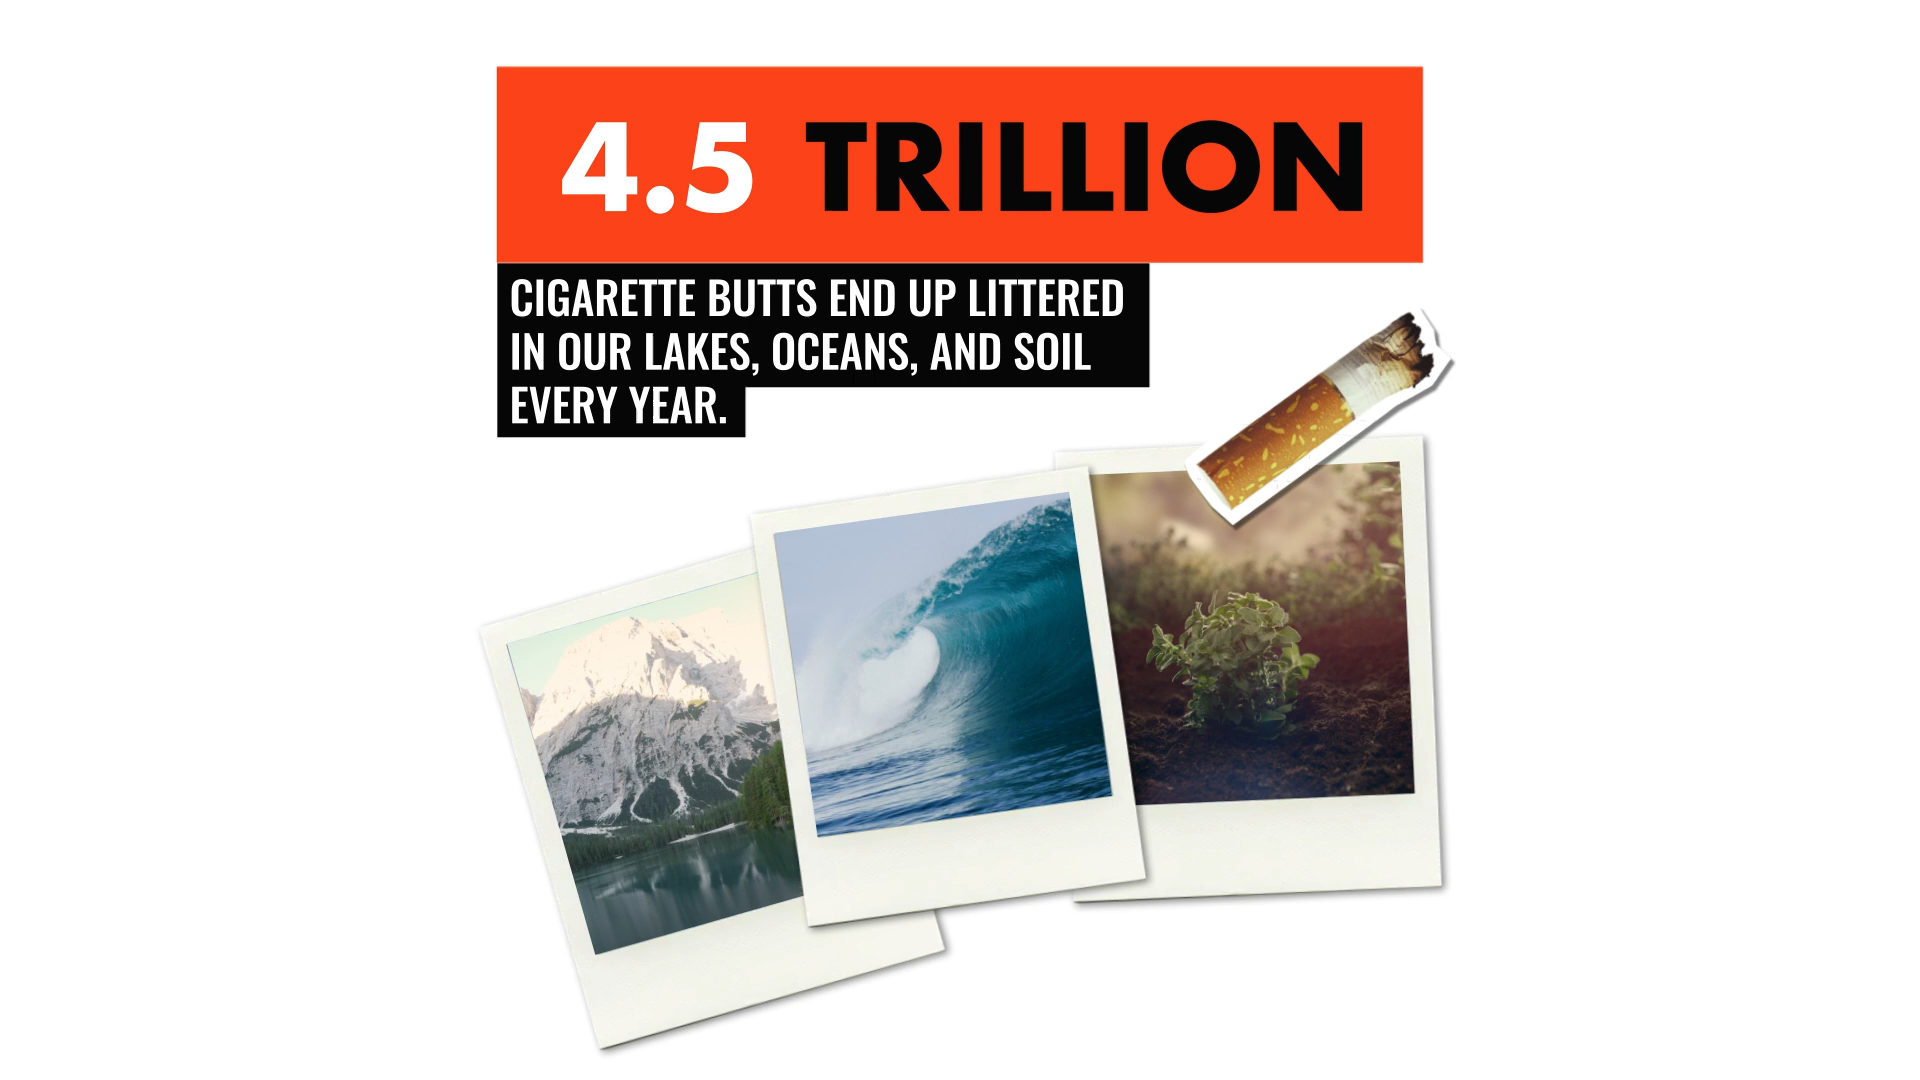 4.5 TRILLION
CIGARETTE BUTTS END UP LITTERED
IN OUR LAKES, OCEANS, AND SOIL
EVERY YEAR.